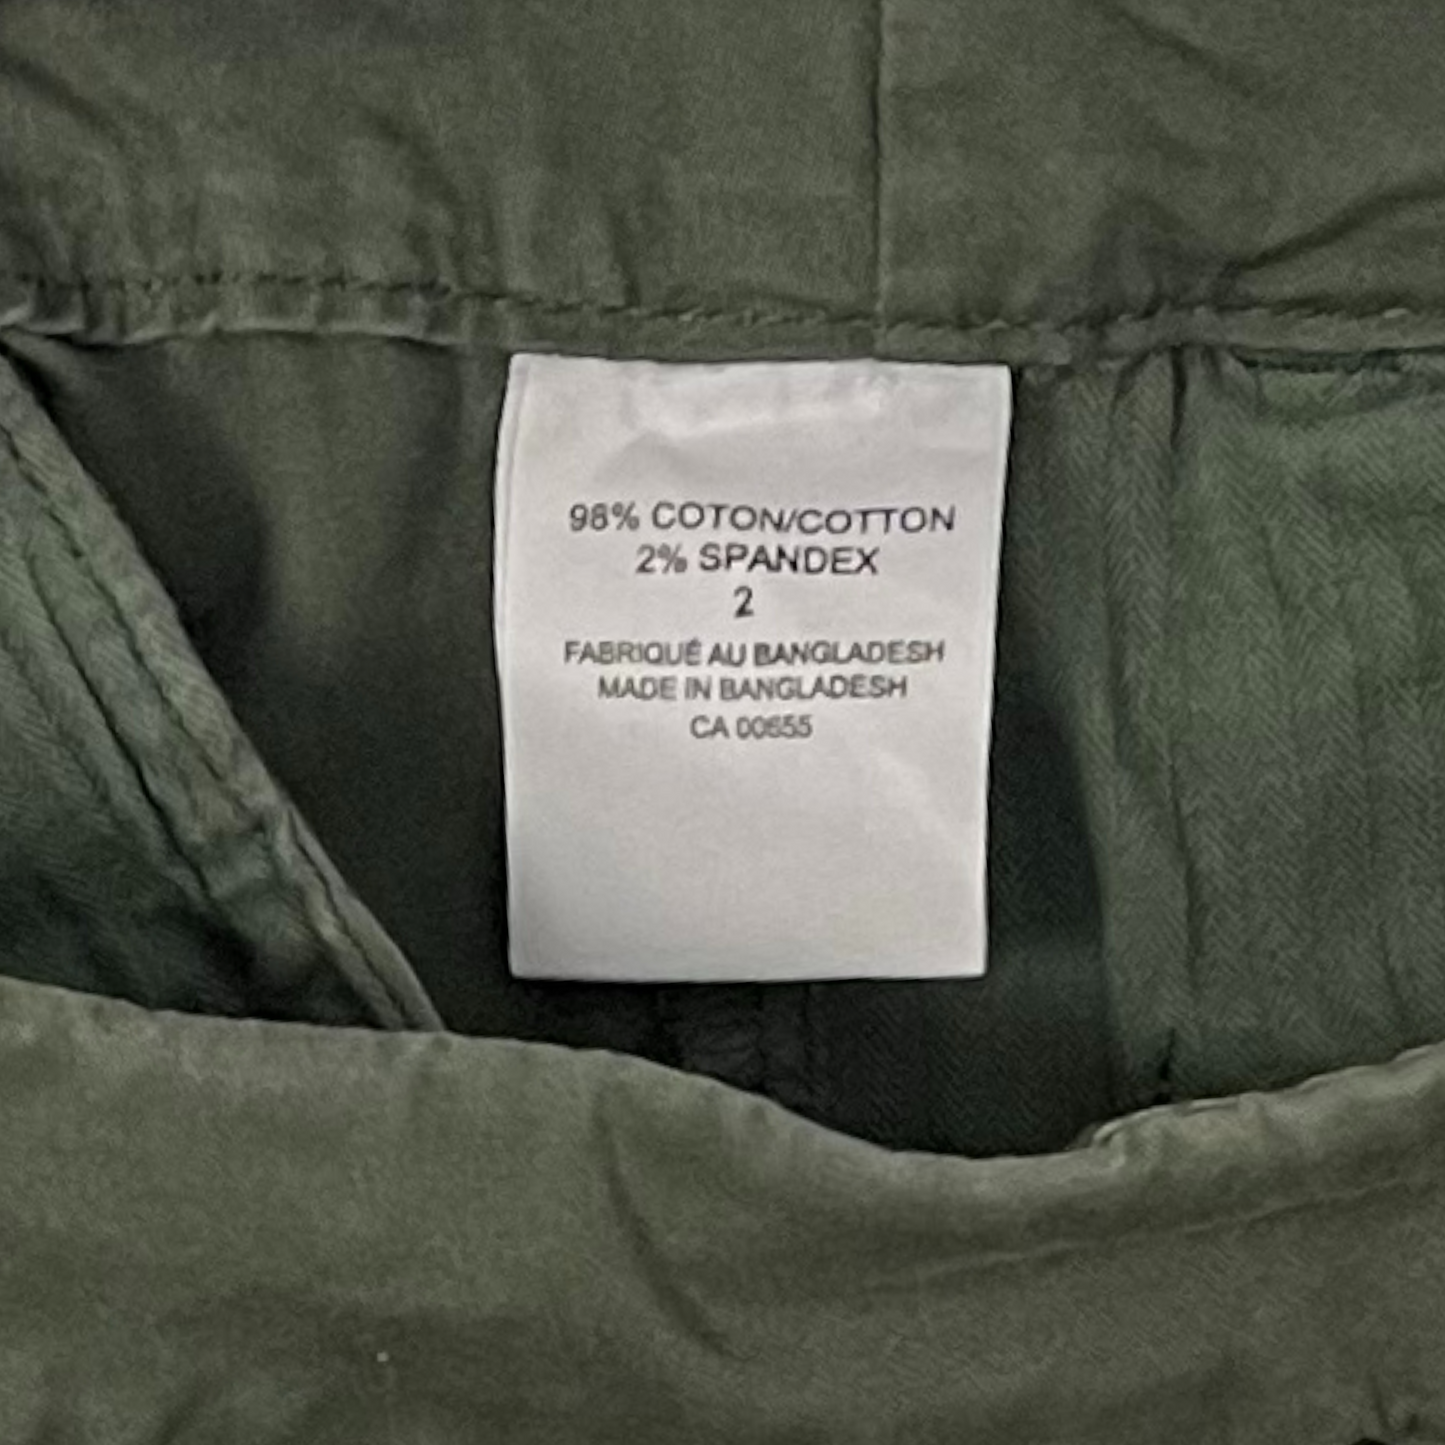 98% COTON/COTTON
2% SPANDEX
2
FABRIQUÉ AU BANGLADESH
MADE IN BANGLADESH
CA 00655